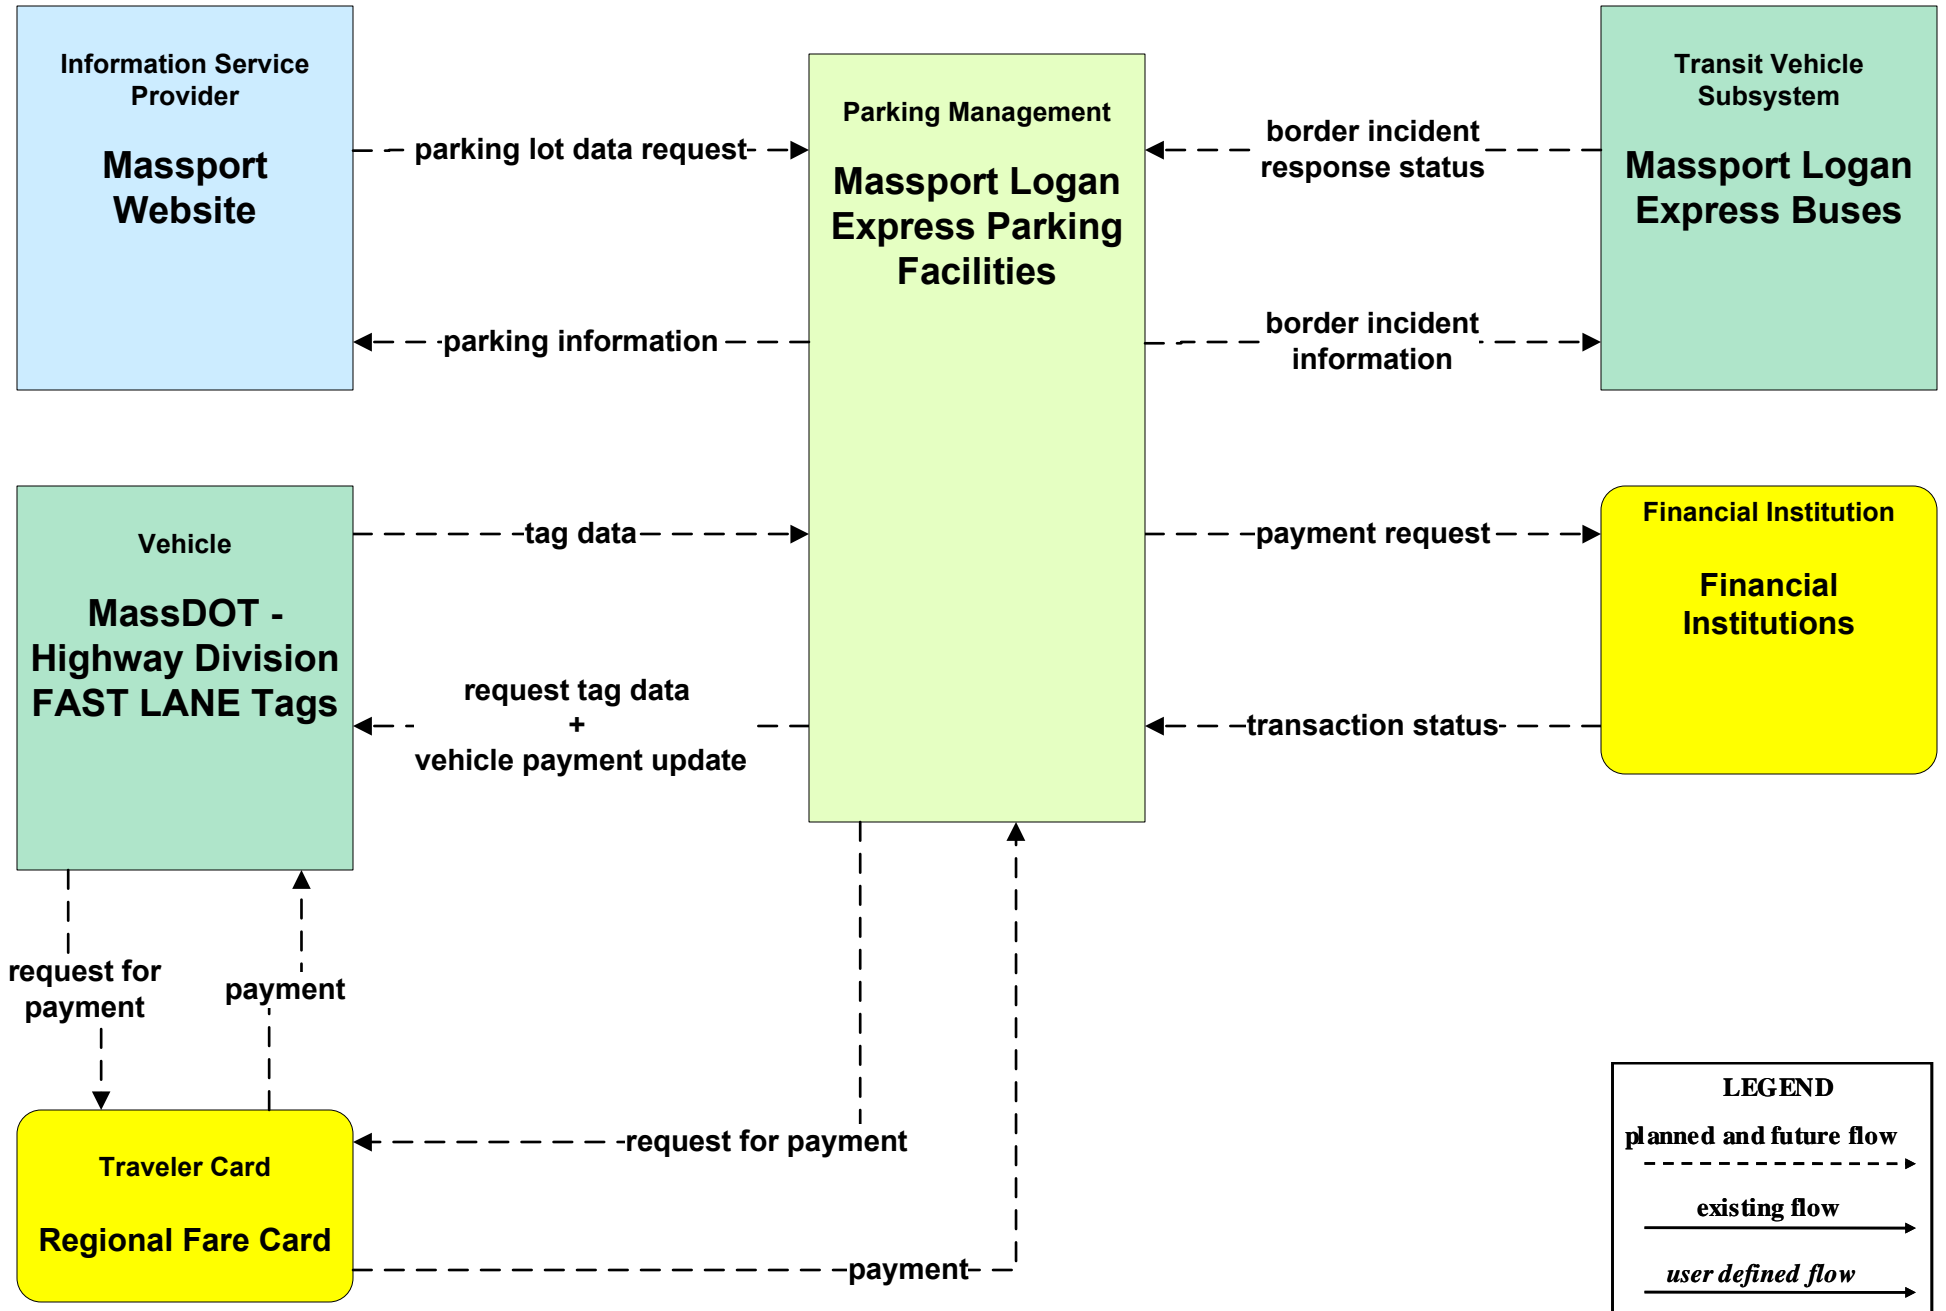 Information Service
Provider
Massport
Website
parking lot data request
parking information
Parking Management
Massport Logan
Express Parking
Facilities
border incident
response status
border incident
information
Transit Vehicle
Subsystem
Massport Logan
Express Buses
Vehicle
MassDOT -
Highway Division
FAST LANE Tags
tag data
request tag data
+
vehicle payment update
payment request
transaction status
Financial Institution
Financial
Institutions
request for
payment
payment
Traveler Card
Regional Fare Card
request for payment
payment
LEGEND
planned and future flow
existing flow
user defined flow